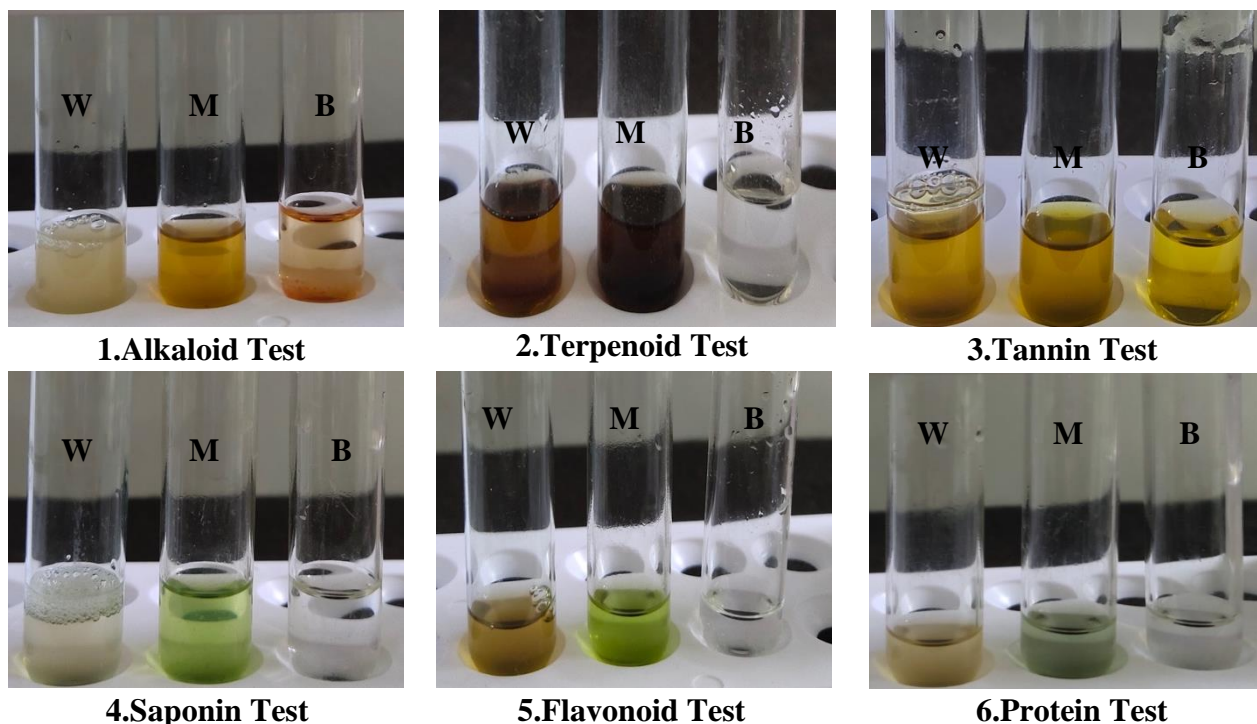 W M B
W M B
W M B
1.Alkaloid Test
2.Terpenoid Test
3.Tannin Test
W M B
W M B
W M B
4.Saponin Test
5.Flavonoid Test
6.Protein Test